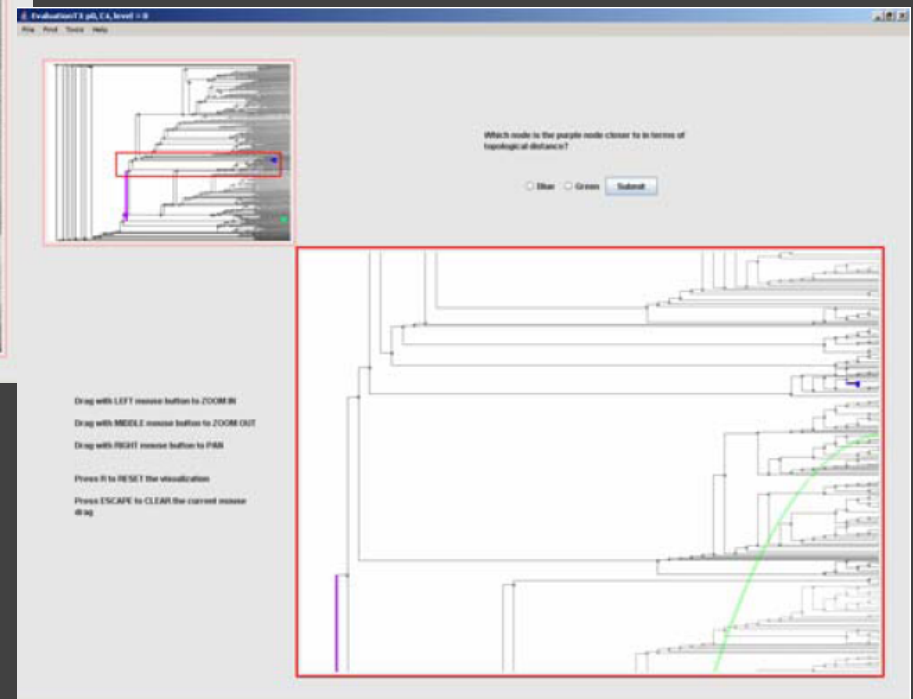 EvaluationTX p0, C4, level = 0
File Find Tools Help
Which node is the purple node closer to in terms of
topological distance?
Blue Green Submit
Drag with LEFT mouse button to ZOOM IN
Drag with MIDDLE mouse button to ZOOM OUT
Drag with RIGHT mouse button to PAN
Press R to RESET the visualization
Press ESCAPE to CLEAR the current mouse
drag